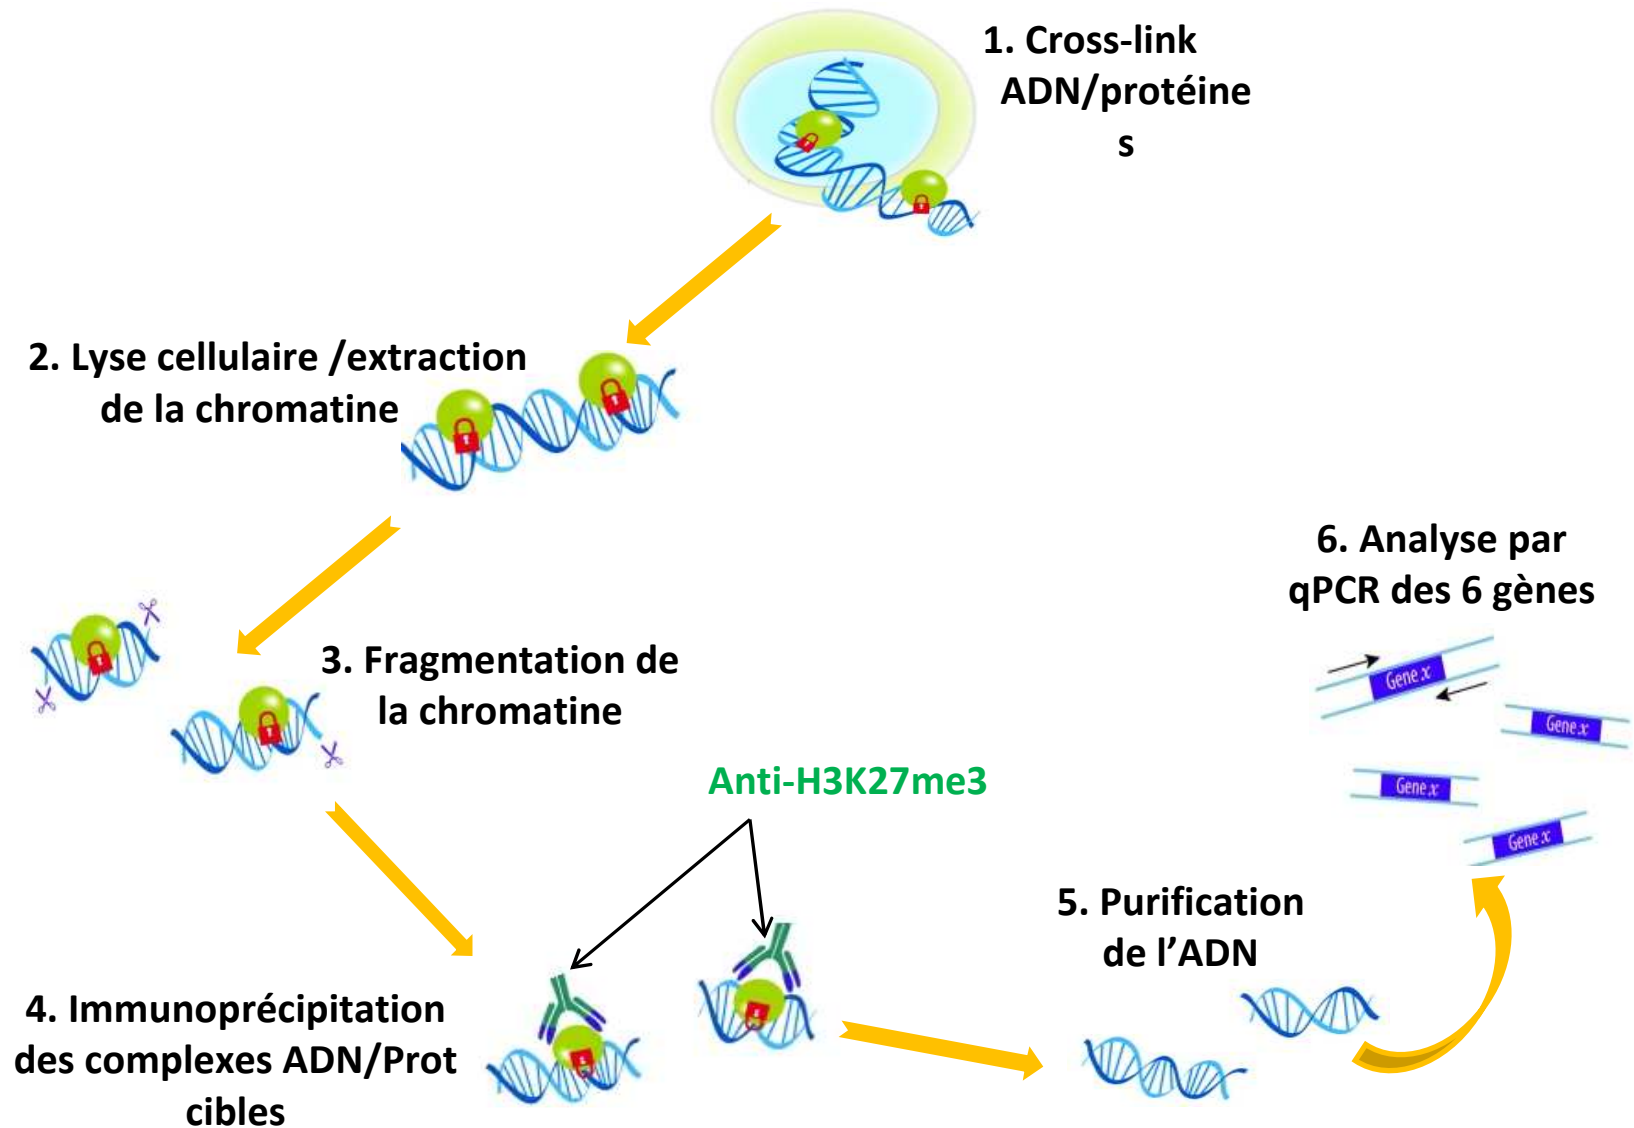 1. Cross-link
ADN/protéine
s
2. Lyse cellulaire /extraction
de la chromatine
3. Fragmentation de
la chromatine
Anti-H3K27me3
4. Immunoprécipitation
des complexes ADN/Prot
cibles
5. Purification
de l’ADN
6. Analyse par
qPCR des 6 gènes
Gene x
Gene x
Gene x
Gene x